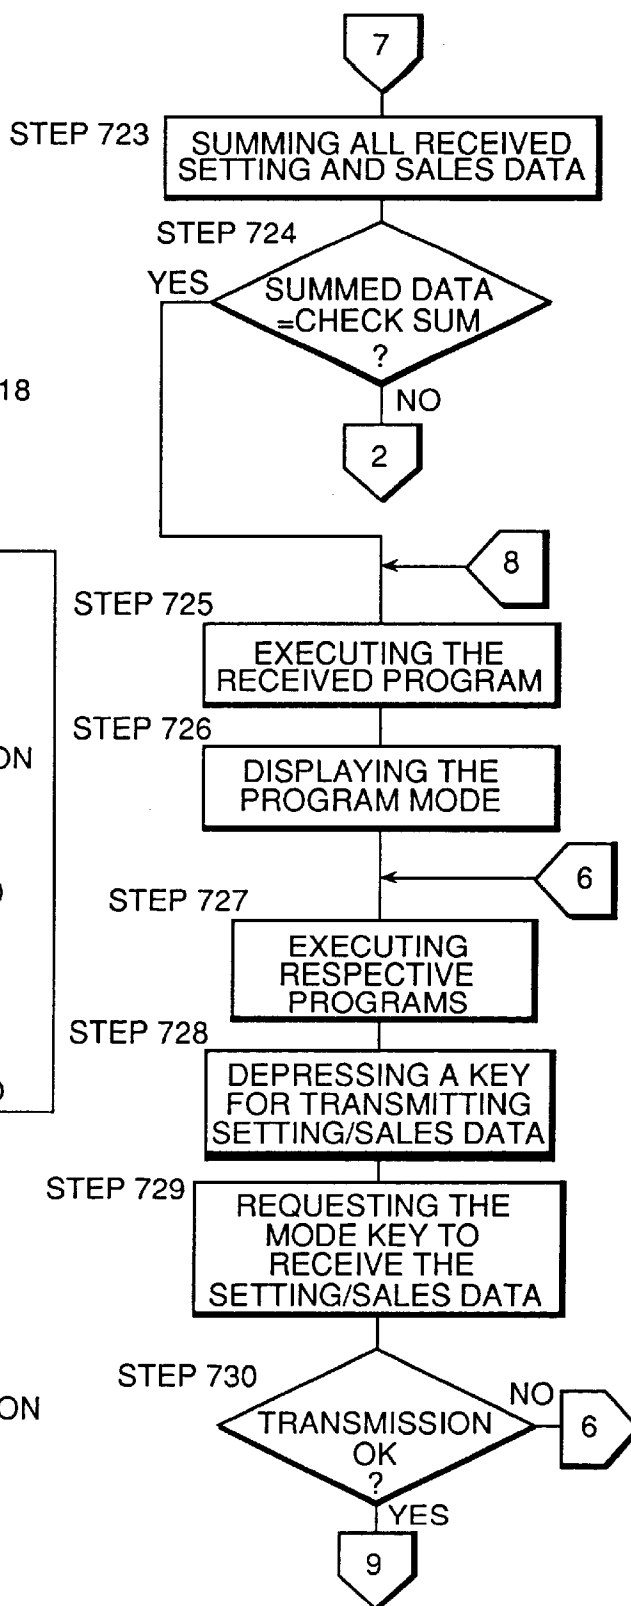 7
STEP 723
SUMMING ALL RECEIVED
SETTING AND SALES DATA
STEP 724
YES
SUMMED DATA
=CHECK SUM
?
18
NO
2
8
STEP 725
EXECUTING THE
RECEIVED PROGRAM
STEP 726
ON
DISPLAYING THE
PROGRAM MODE
6
STEP 727
EXECUTING
RESPECTIVE
PROGRAMS
STEP 728
DEPRESSING A KEY
FOR TRANSMITTING
SETTING/SALES DATA
STEP 729
REQUESTING THE
MODE KEY TO
RECEIVE THE
SETTING/SALES DATA
STEP 730
NO
ON
TRANSMISSION
OK
?
6
YES
9